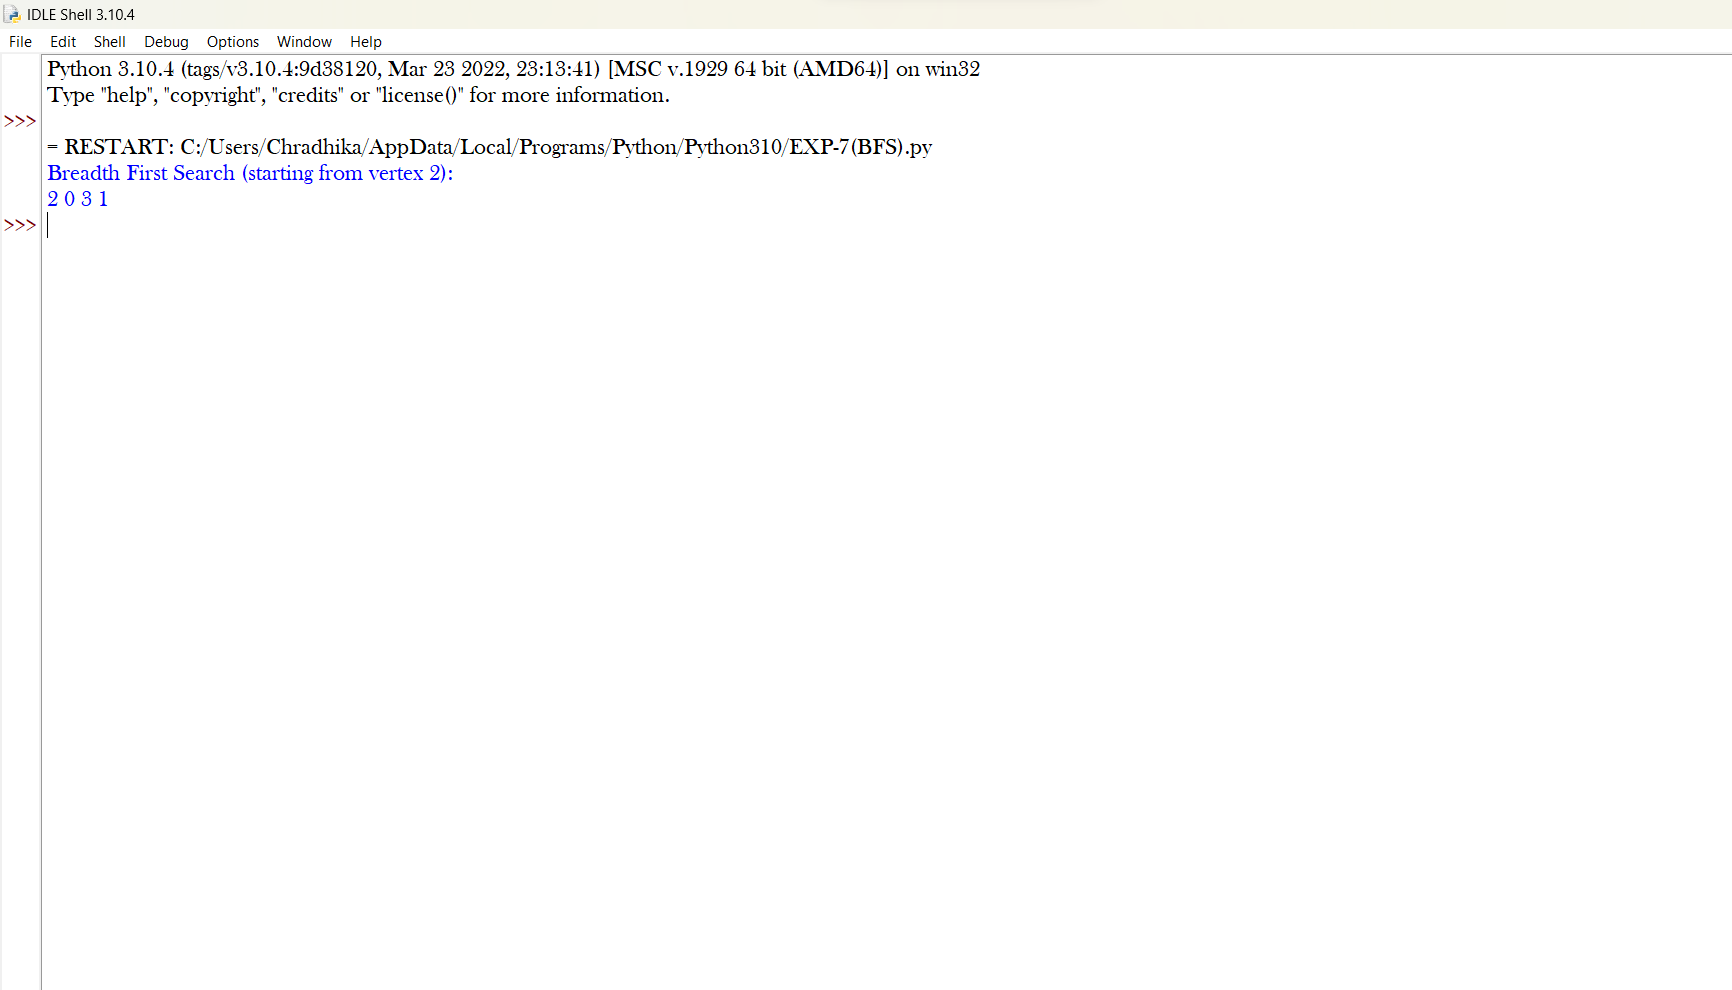 IDLE Shell 3.10.4
File Edit Shell Debug Options Window Help
Python 3.10.4 (tags/v3.10.4:9d38120, Mar 23 2022, 23:13:41) [MSC v.1929 64 bit (AMD64)] on win32
Type "help", "copyright", "credits" or "license()" for more information.
>>>
= RESTART: C:/Users/Chradhika/AppData/Local/Programs/Python/Python310/EXP-7(BFS).py
Breadth First Search (starting from vertex 2):
2 0 3 1
>>>